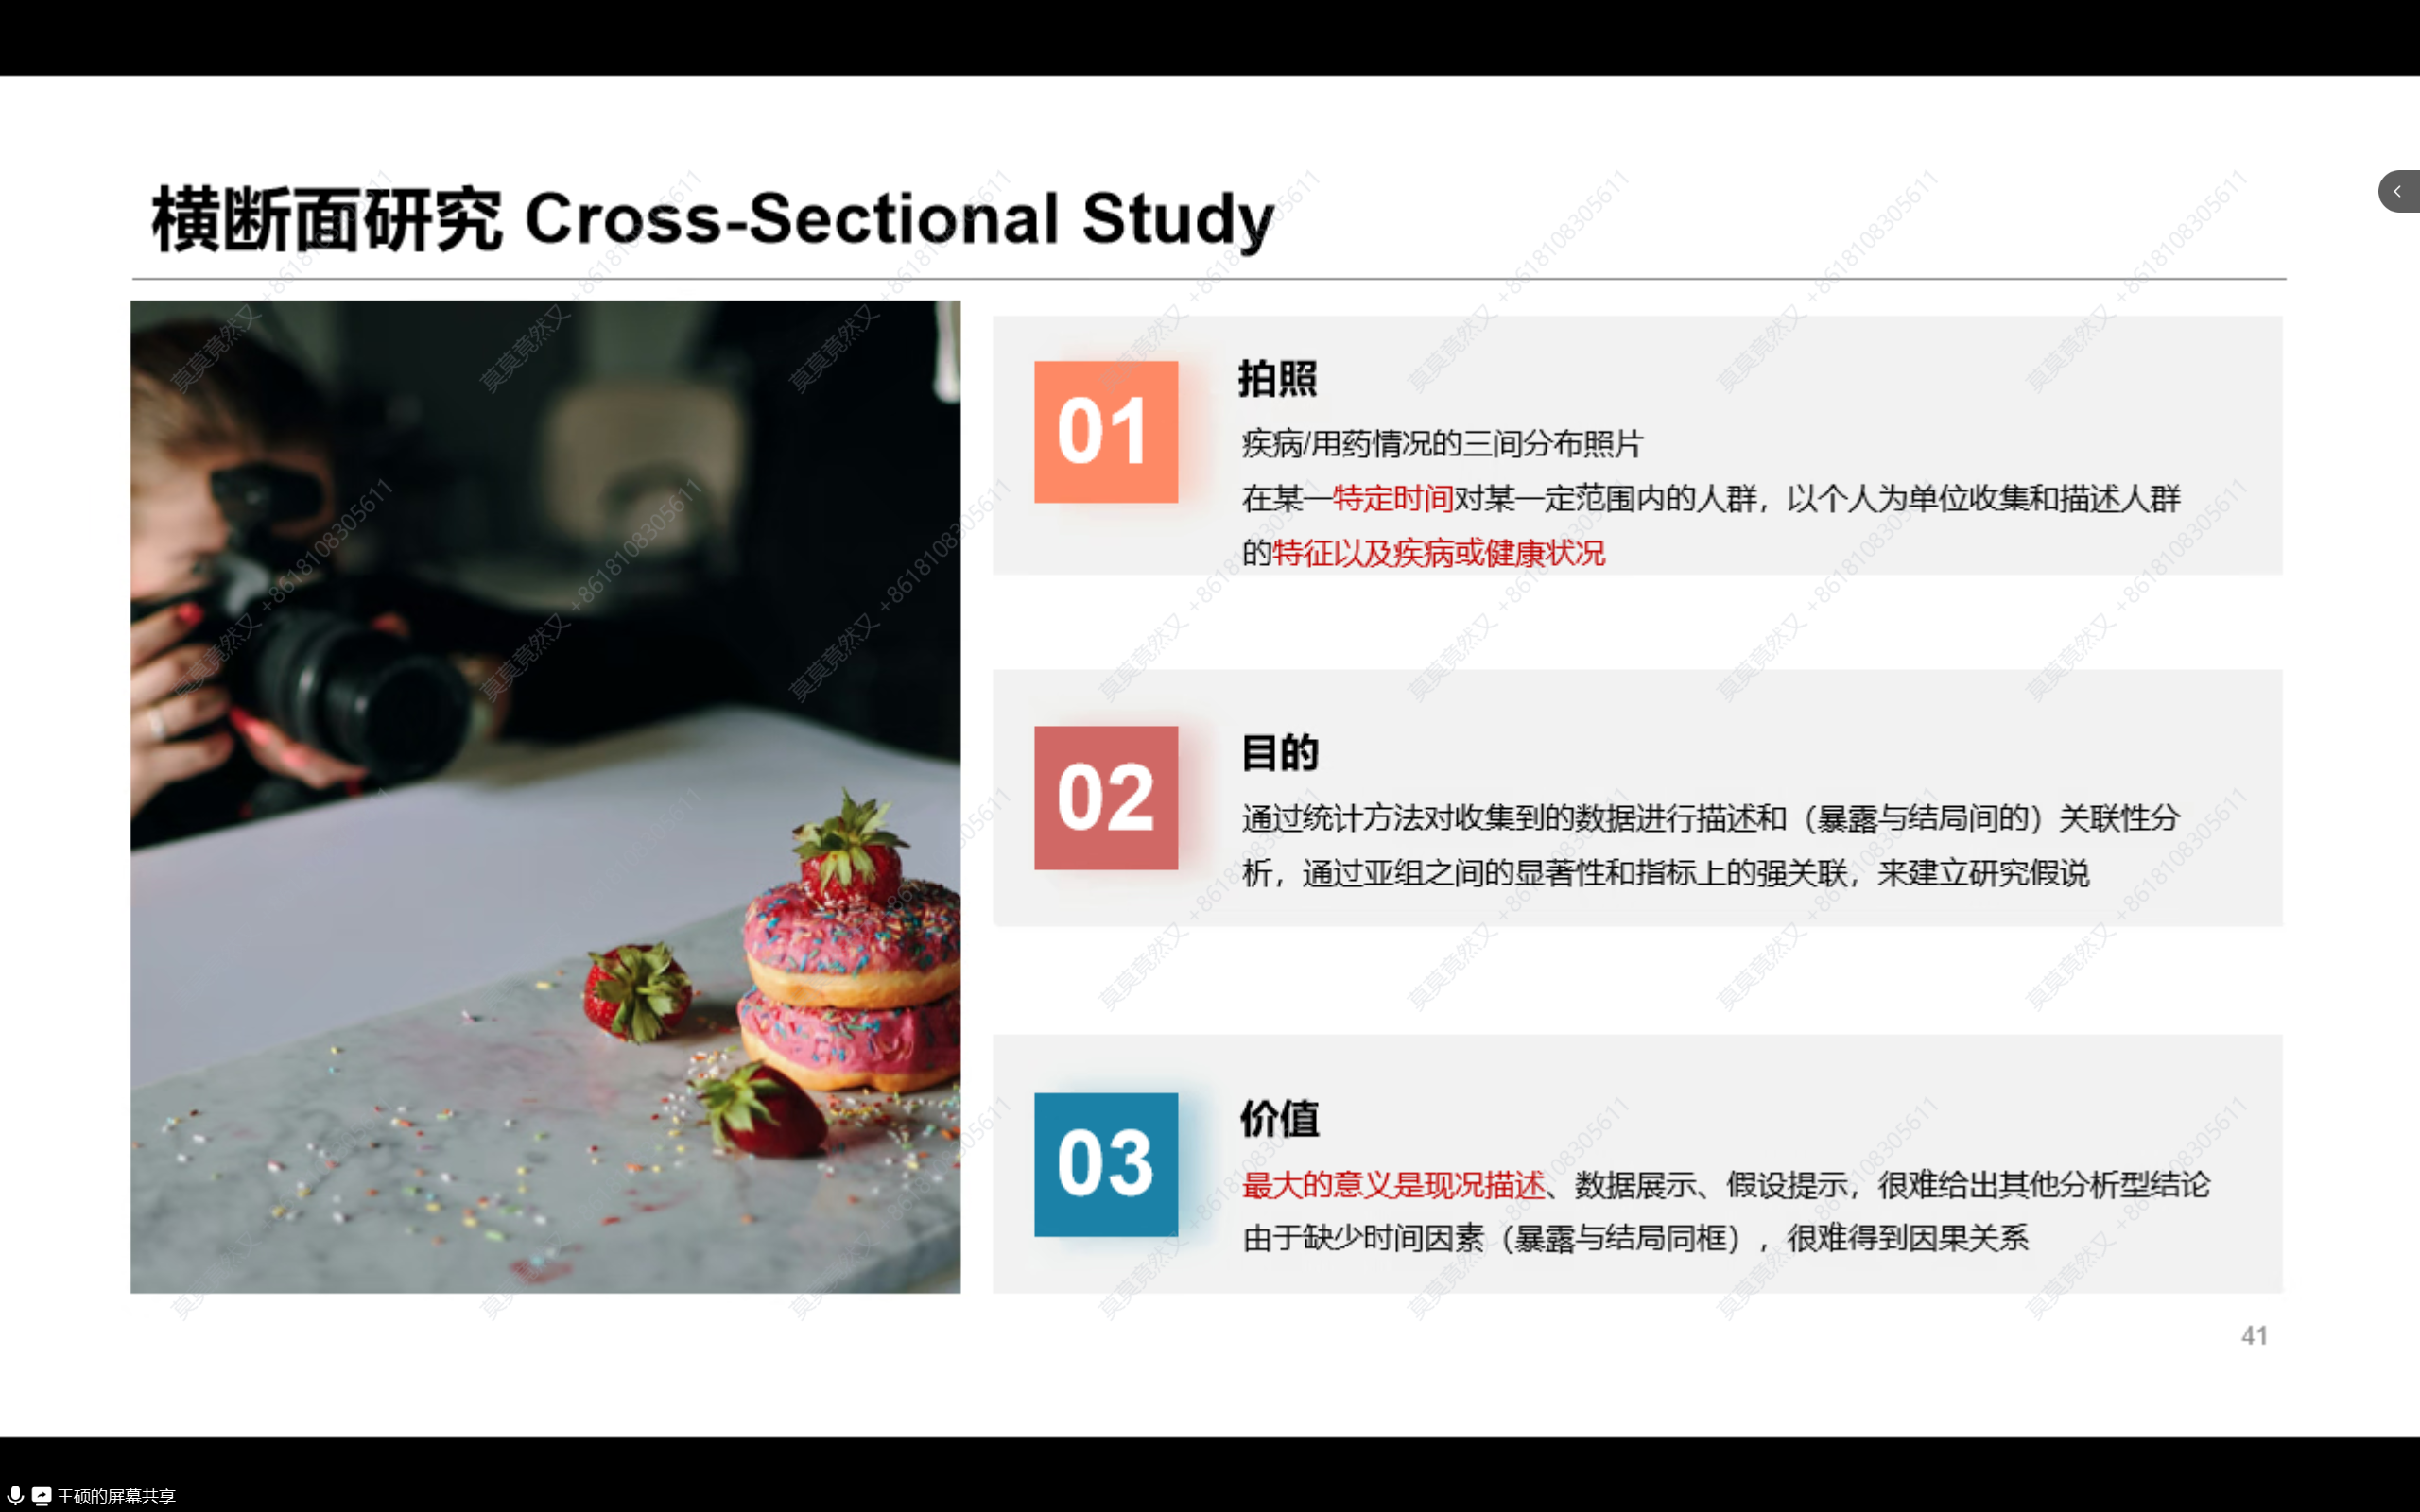 横断面研究 Cross-Sectional Study
01
拍照
疾病/用药情况的三间分布照片
在某一特定时间对某一定范围内的人群，以个人为单位收集和描述人群
的特征以及疾病或健康状况
02
目的
通过统计方法对收集到的数据进行描述和（暴露与结局间的）关联性分
析，通过亚组之间的显著性和指标上的强关联，来建立研究假说
03
价值
最大的意义是现况描述、数据展示、假设提示，很难给出其他分析型结论
由于缺少时间因素（暴露与结局同框），很难得到因果关系
41
王硕的屏幕共享
莫莫竟然又 +8618108305611